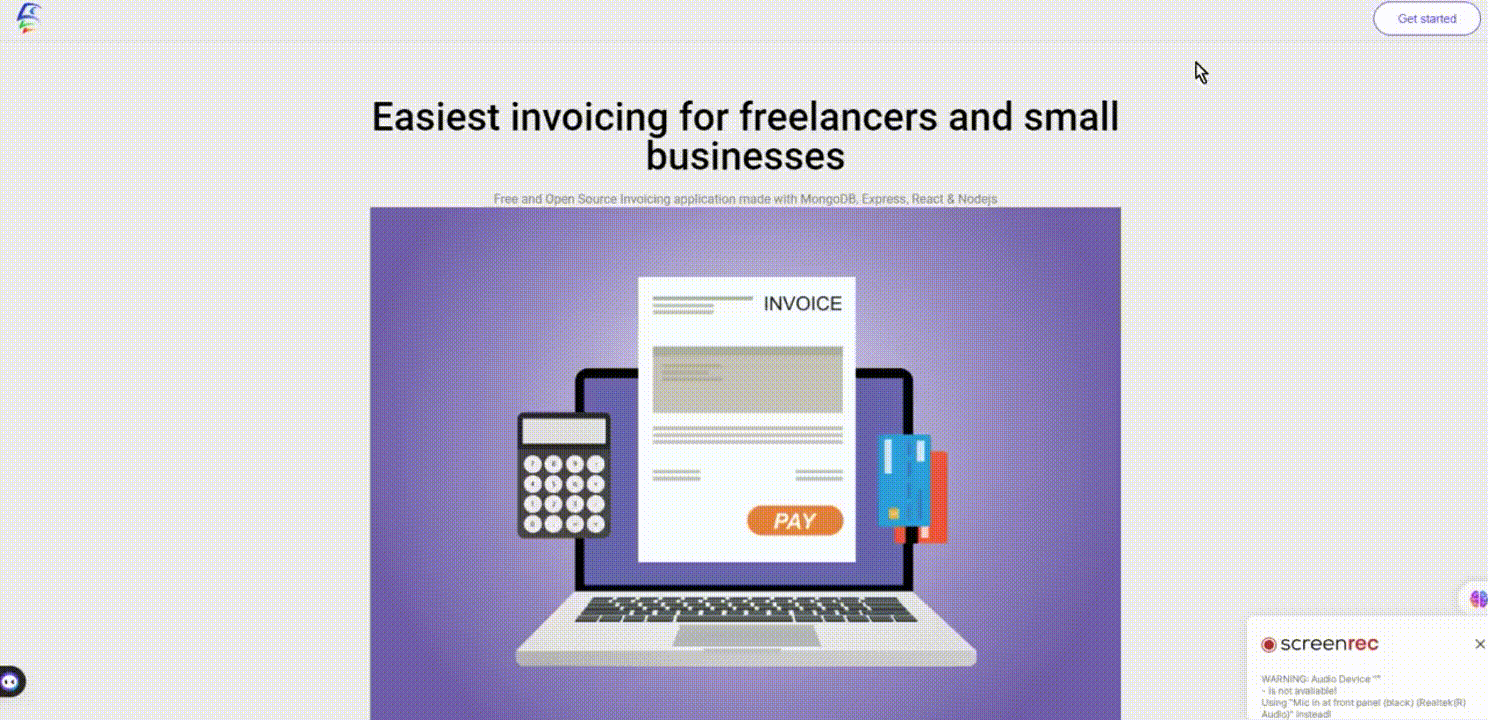 Get started
Easiest invoicing for freelancers and small
businesses
Free and Open Source Invoicing application made with MongoDB, Express, React & Nodejs
INVOICE
PAY
screenrec
WARNING: Audio Device ""
- is not available!
Using "Mic in at front panel (black) (Realtek(R)
Audio)" instead!